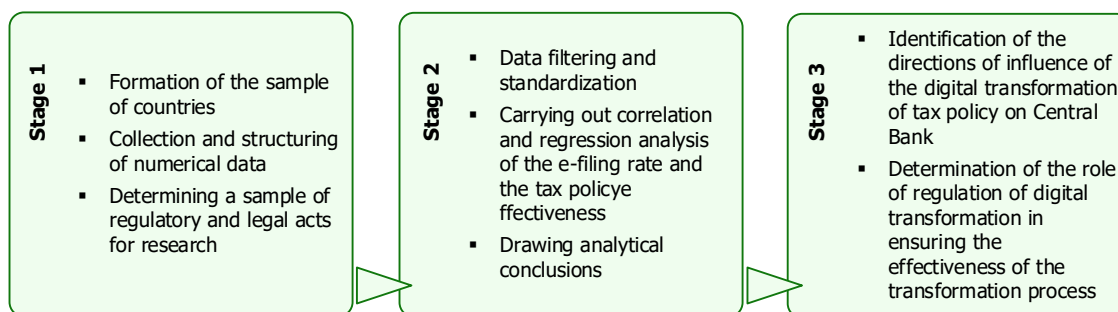 Stage 1
▪ Formation of the sample
of countries
▪ Collection and structuring
of numerical data
▪ Determining a sample of
regulatory and legal acts
for research
Stage 2
▪ Data filtering and
standardization
▪ Carrying out correlation
and regression analysis
of the e-filing rate and
the tax policye
ffectiveness
▪ Drawing analytical
conclusions
Stage 3
▪ Identification of the
directions of influence of
the digital transformation
of tax policy on Central
Bank
▪ Determination of the role
of regulation of digital
transformation in
ensuring the
effectiveness of the
transformation process